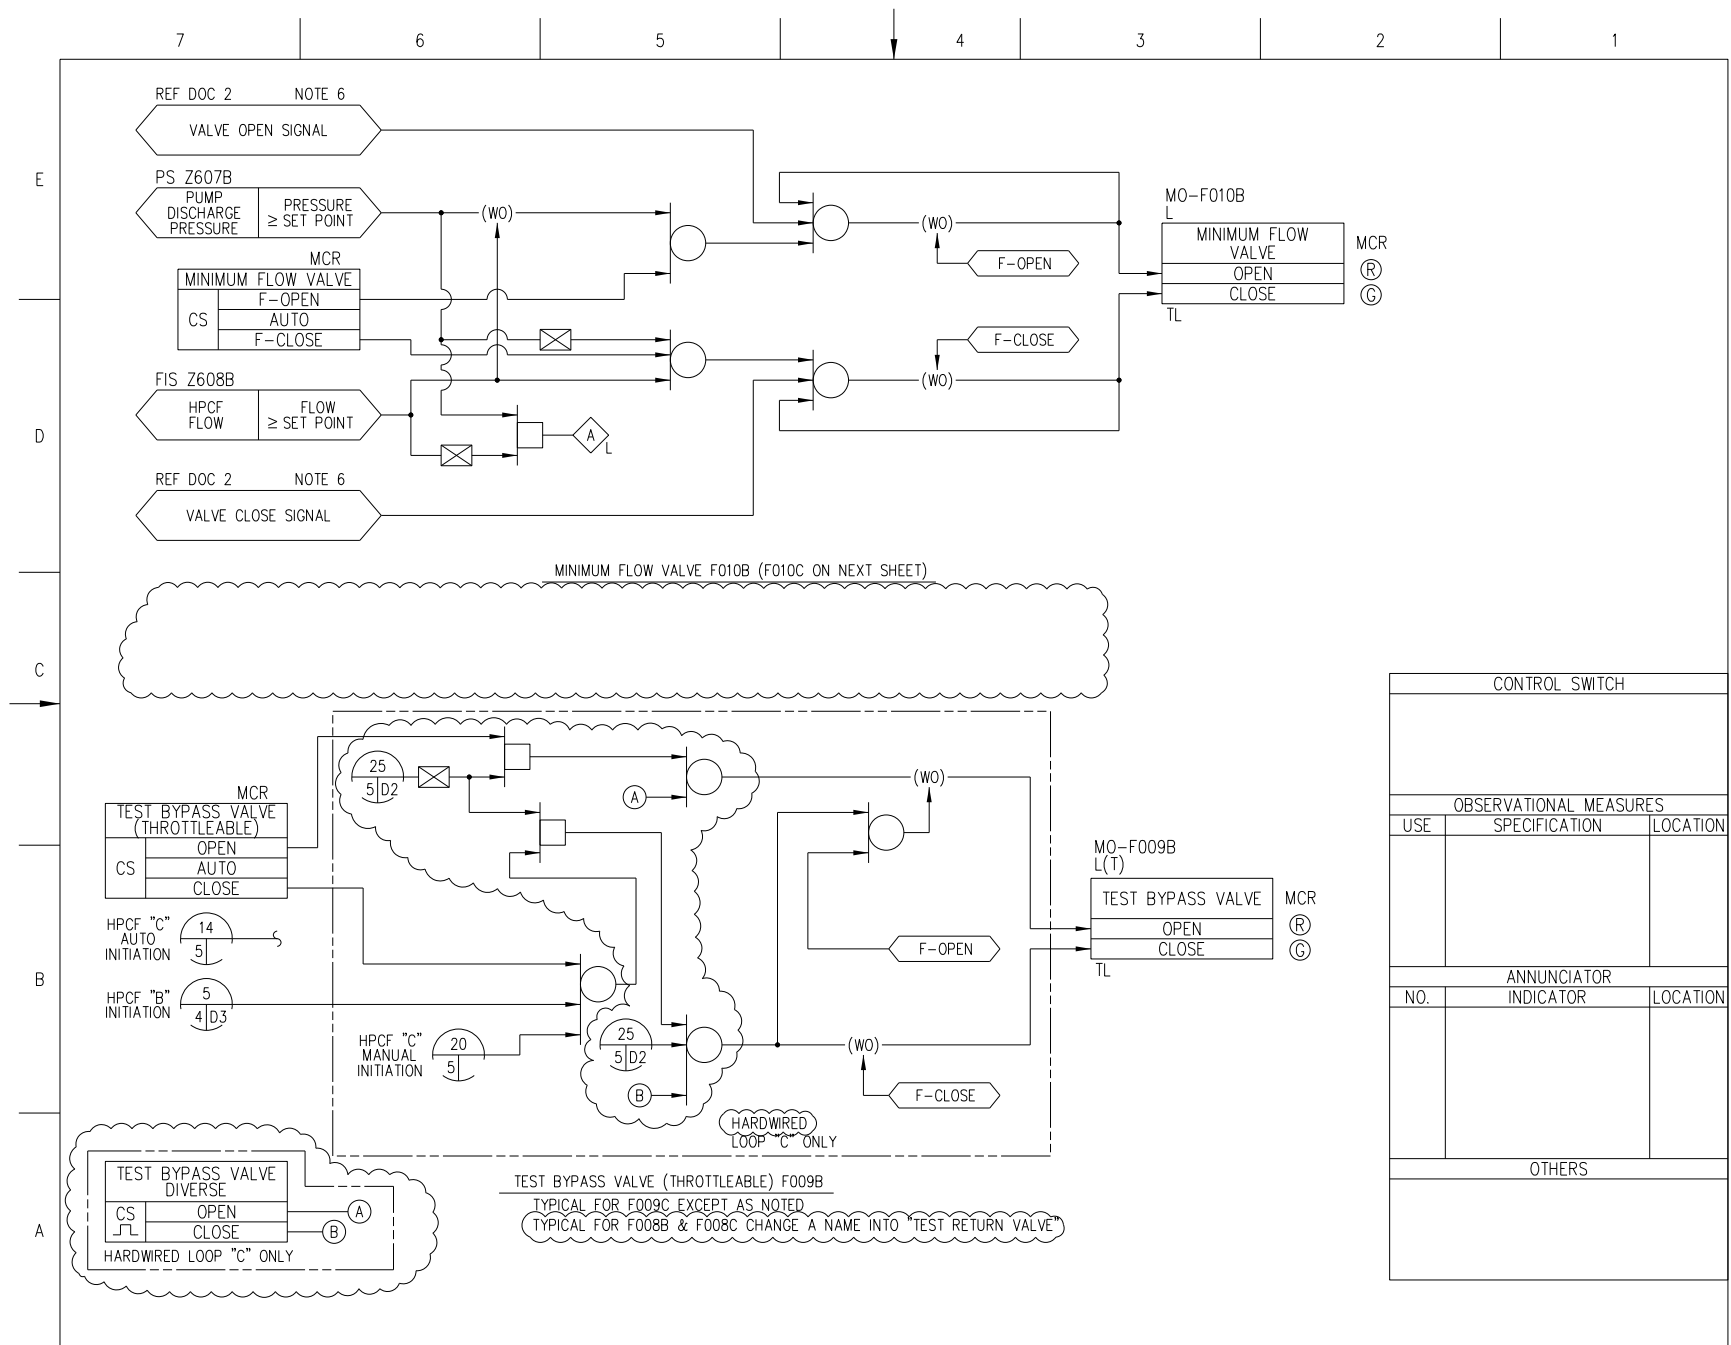 7 6 5 4 3 2 1
E
D
C
B
A
REF DOC 2 NOTE 6
VALVE OPEN SIGNAL
PS Z607B
PUMP
DISCHARGE
PRESSURE
PRESSURE
≥ SET POINT
(WO)
MCR
MINIMUM FLOW VALVE
CS
F-OPEN
AUTO
F-CLOSE
FIS Z608B
HPCF
FLOW
FLOW
≥ SET POINT
A
L
REF DOC 2 NOTE 6
VALVE CLOSE SIGNAL
(WO)
F-OPEN
F-CLOSE
(WO)
MO-F010B
L
MINIMUM FLOW
VALVE
OPEN
CLOSE
TL
MCR
R
G
MINIMUM FLOW VALVE F010B (F010C ON NEXT SHEET)
25
5 D2
A
(WO)
MCR
TEST BYPASS VALVE
(THROTTLEABLE)
CS
OPEN
AUTO
CLOSE
HPCF "C"
AUTO
INITIATION
14
5
HPCF "B"
INITIATION
5
4 D3
HPCF "C"
MANUAL
INITIATION
20
5
25
5 D2
B
F-OPEN
(WO)
F-CLOSE
HARDWIRED
LOOP "C" ONLY
MO-F009B
L(T)
TEST BYPASS VALVE
OPEN
CLOSE
TL
MCR
R
G
TEST BYPASS VALVE
DIVERSE
CS
OPEN
CLOSE
A
B
HARDWIRED LOOP "C" ONLY
TEST BYPASS VALVE (THROTTLEABLE) F009B
TYPICAL FOR F009C EXCEPT AS NOTED
TYPICAL FOR F008B & F008C CHANGE A NAME INTO "TEST RETURN VALVE"
CONTROL SWITCH
OBSERVATIONAL MEASURES
USE SPECIFICATION LOCATION
ANNUNCIATOR
NO. INDICATOR LOCATION
OTHERS